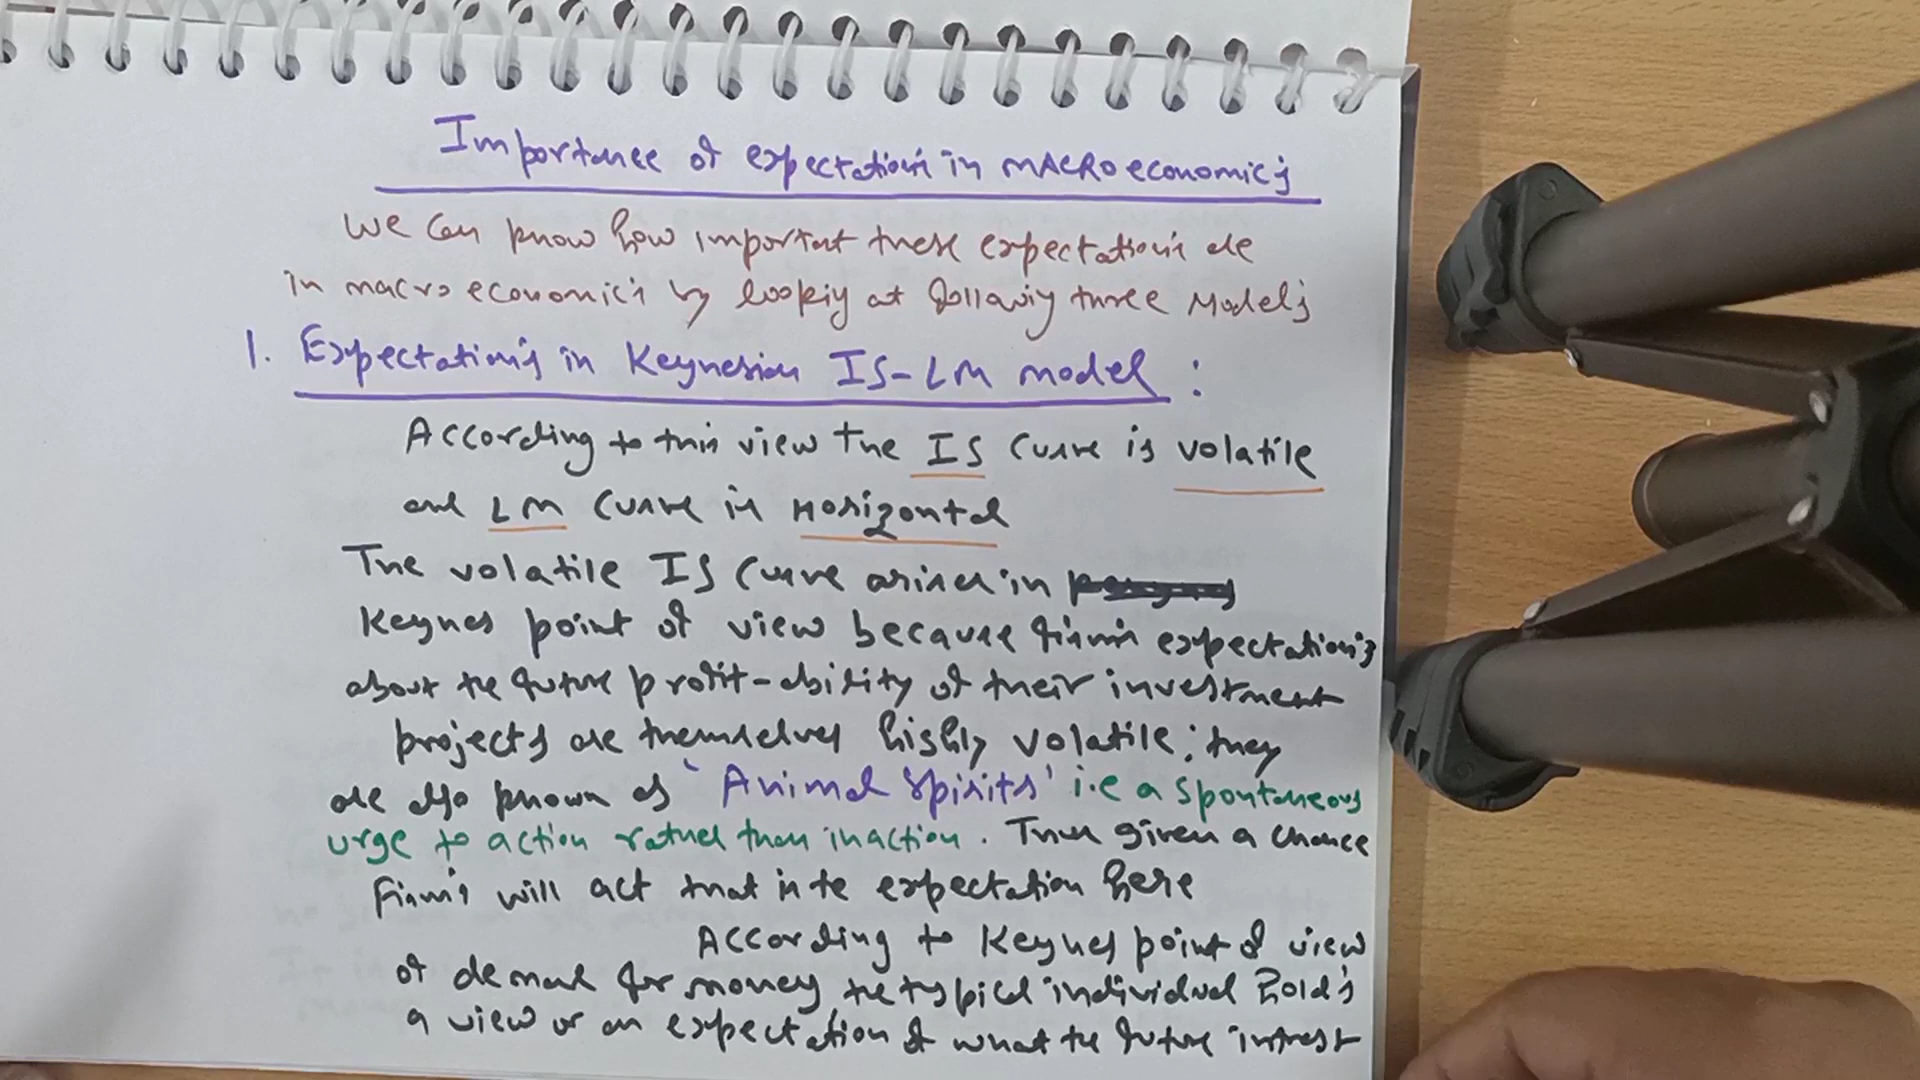 Importance of expectations in MACRO economics
We can know how important these expectations are
in macro economics by looking at following three Models
1. Expectations in Keynesian IS-LM model :
According to this view the IS curve is volatile
and LM curve is Horizontal
The volatile IS curve arises in
Keynes point of view because firms expectations
about the future profit-ability of their investment
projects are themselves highly volatile; they
are also known as 'Animal Spirits' i.e a spontaneous
urge to action rather than inaction. Thus given a chance
Firms will act that is the expectation here
According to Keynes point of view
of demand for money the typical individual holds
a view or an expectation of what the future intrest